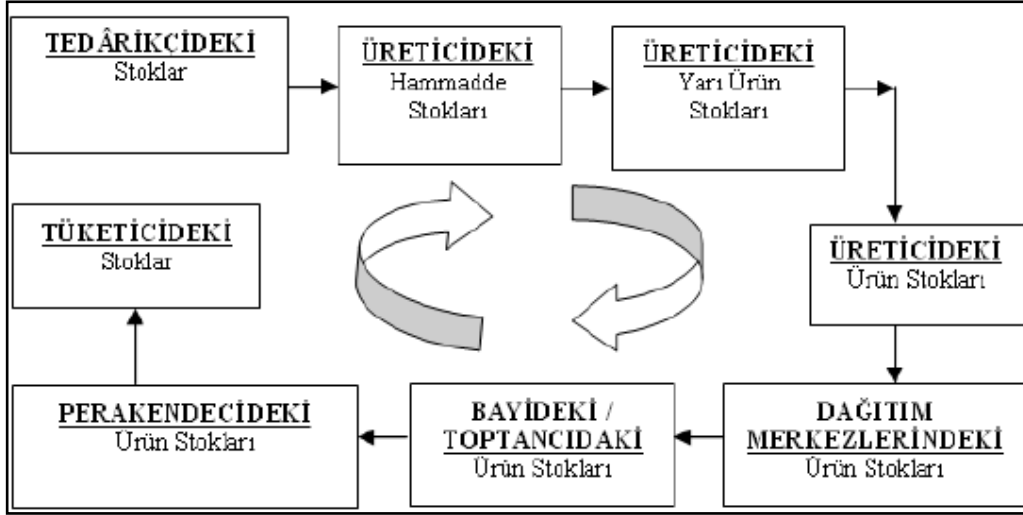 TEDÂRİKÇİDEKİ
Stoklar
ÜRETİCİDEKİ
Hammadde
Stokları
ÜRETİCİDEKİ
Yarı Ürün
Stokları
ÜRETİCİDEKİ
Ürün Stokları
DAĞITIM
MERKEZLERİNDEKİ
Ürün Stokları
BAYİDEKİ /
TOPTANCIDAKİ
Ürün Stokları
PERAKENDECİDEKİ
Ürün Stokları
TÜKETİCİDEKİ
Stoklar